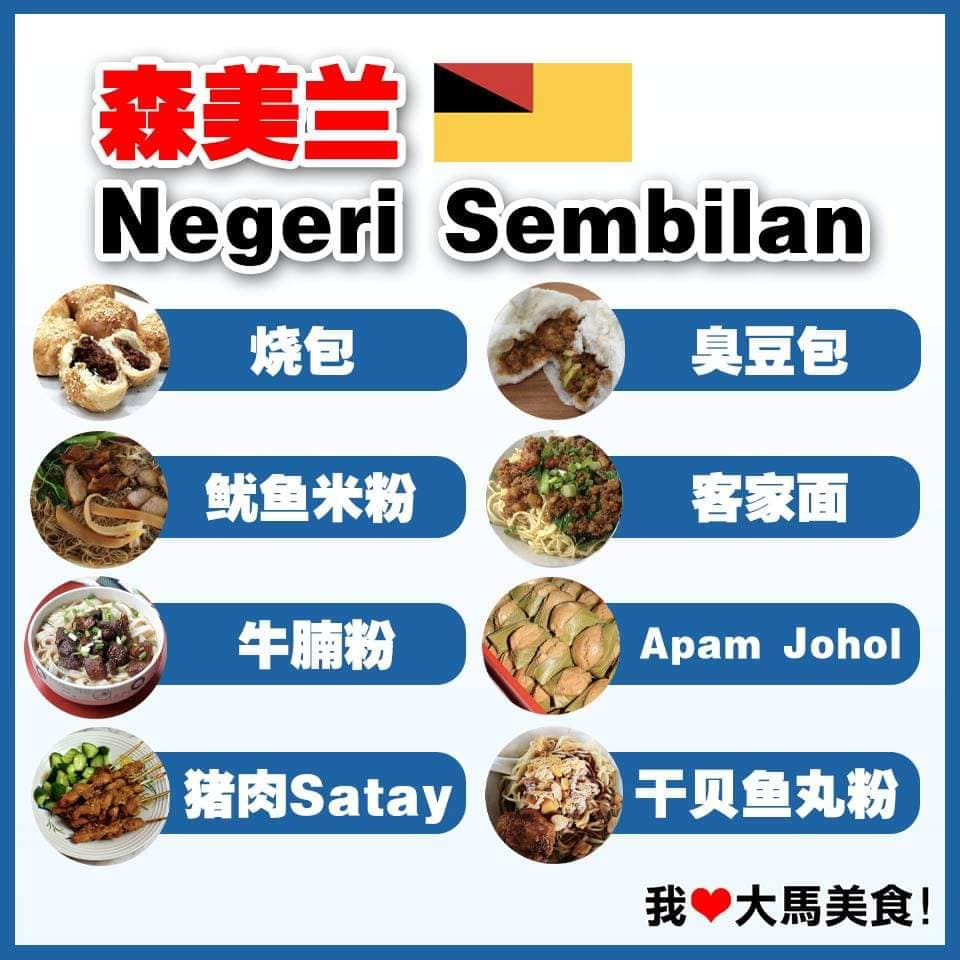 森美兰
Negeri Sembilan
烧包
臭豆包
鱿鱼米粉
客家面
牛腩粉
Apam Johol
猪肉Satay
干贝鱼丸粉
我❤大馬美食!